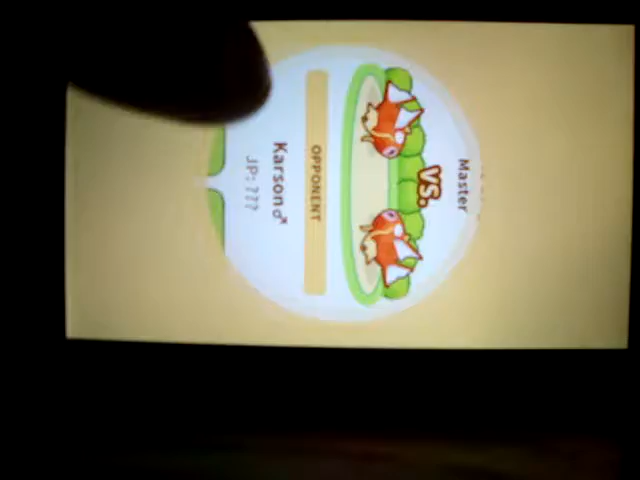 Master
VS.
OPPONENT
Karson♂
JP: ???